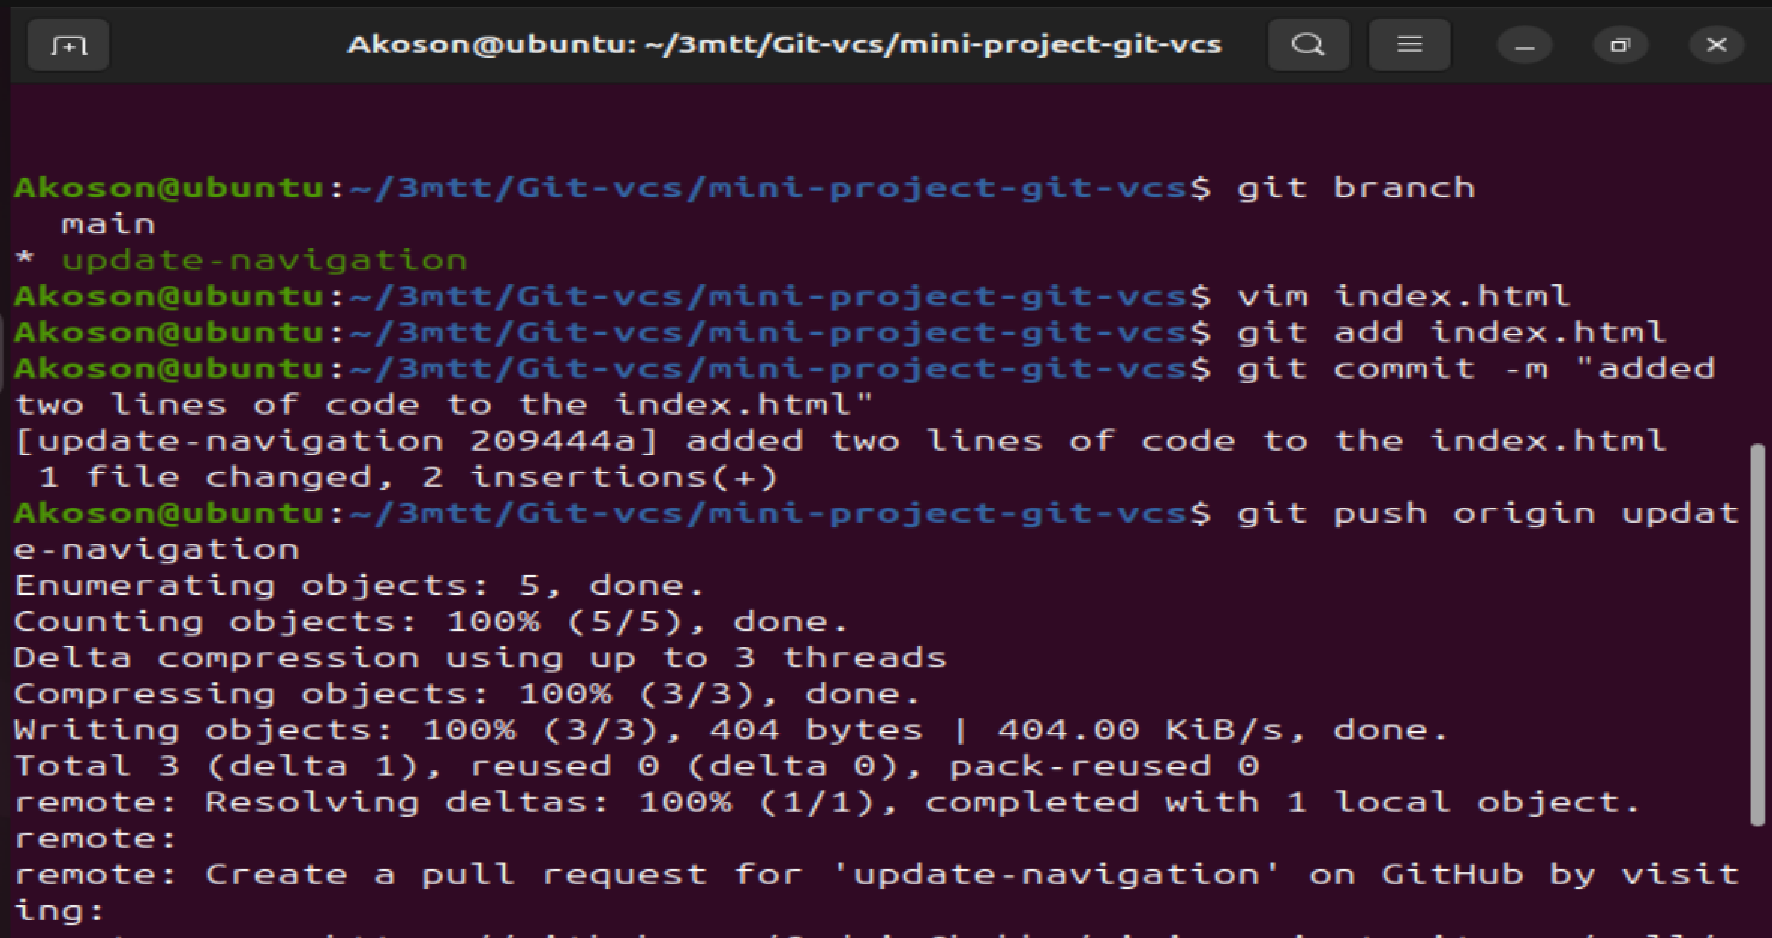 Akoson@ubuntu: ~/3mtt/Git-vcs/mini-project-git-vcs
Akoson@ubuntu:~/3mtt/Git-vcs/mini-project-git-vcs$ git branch
  main
* update-navigation
Akoson@ubuntu:~/3mtt/Git-vcs/mini-project-git-vcs$ vim index.html
Akoson@ubuntu:~/3mtt/Git-vcs/mini-project-git-vcs$ git add index.html
Akoson@ubuntu:~/3mtt/Git-vcs/mini-project-git-vcs$ git commit -m "added
two lines of code to the index.html"
[update-navigation 209444a] added two lines of code to the index.html
 1 file changed, 2 insertions(+)
Akoson@ubuntu:~/3mtt/Git-vcs/mini-project-git-vcs$ git push origin updat
e-navigation
Enumerating objects: 5, done.
Counting objects: 100% (5/5), done.
Delta compression using up to 3 threads
Compressing objects: 100% (3/3), done.
Writing objects: 100% (3/3), 404 bytes | 404.00 KiB/s, done.
Total 3 (delta 1), reused 0 (delta 0), pack-reused 0
remote: Resolving deltas: 100% (1/1), completed with 1 local object.
remote:
remote: Create a pull request for 'update-navigation' on GitHub by visit
ing: